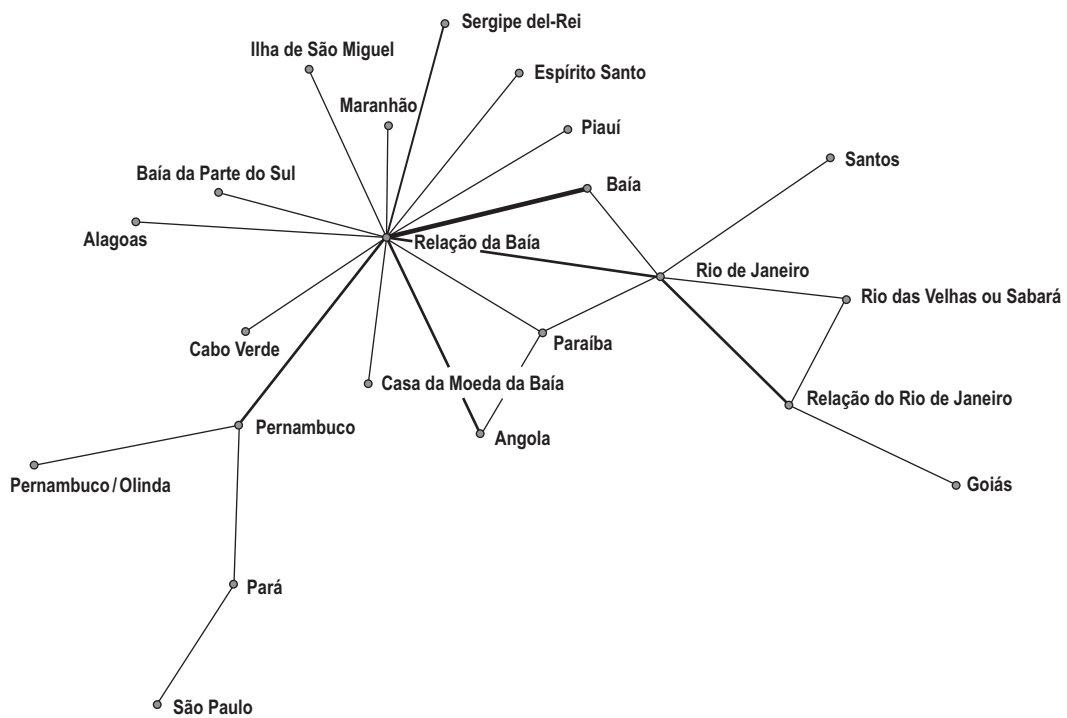 Sergipe del-Rei
Ilha de São Miguel
Espírito Santo
Maranhão
Piauí
Santos
Baía da Parte do Sul
Baía
Alagoas
Relação da Baía
Rio de Janeiro
Rio das Velhas ou Sabará
Cabo Verde
Paraíba
Casa da Moeda da Baía
Relação do Rio de Janeiro
Pernambuco
Angola
Pernambuco/Olinda
Goiás
Pará
São Paulo